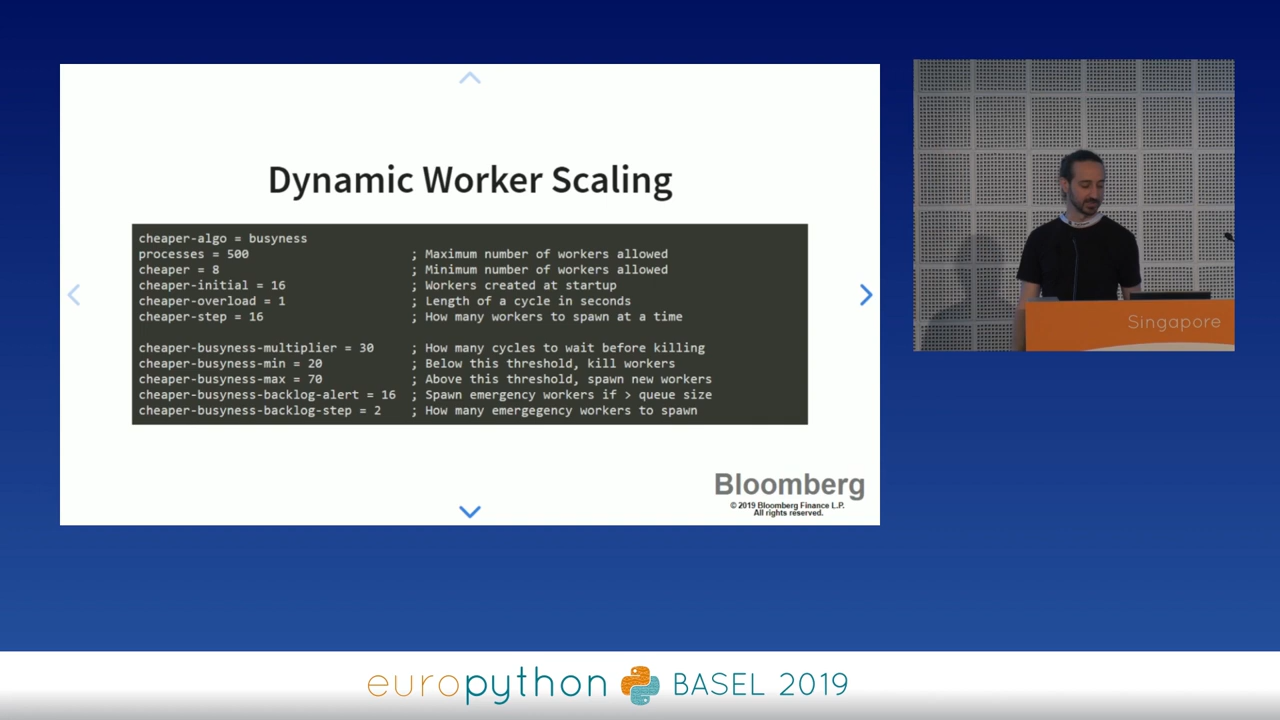 Dynamic Worker Scaling
cheaper-algo = busyness
processes = 500 ; Maximum number of workers allowed
cheaper = 8 ; Minimum number of workers allowed
cheaper-initial = 16 ; Workers created at startup
cheaper-overload = 1 ; Length of a cycle in seconds
cheaper-step = 16 ; How many workers to spawn at a time
cheaper-busyness-multiplier = 30 ; How many cycles to wait before killing
cheaper-busyness-min = 20 ; Below this threshold, kill workers
cheaper-busyness-max = 70 ; Above this threshold, spawn new workers
cheaper-busyness-backlog-alert = 16 ; Spawn emergency workers if > queue size
cheaper-busyness-backlog-step = 2 ; How many emergegency workers to spawn
Bloomberg
© 2019 Bloomberg Finance L.P.
All rights reserved.
Singapore
europython BASEL 2019